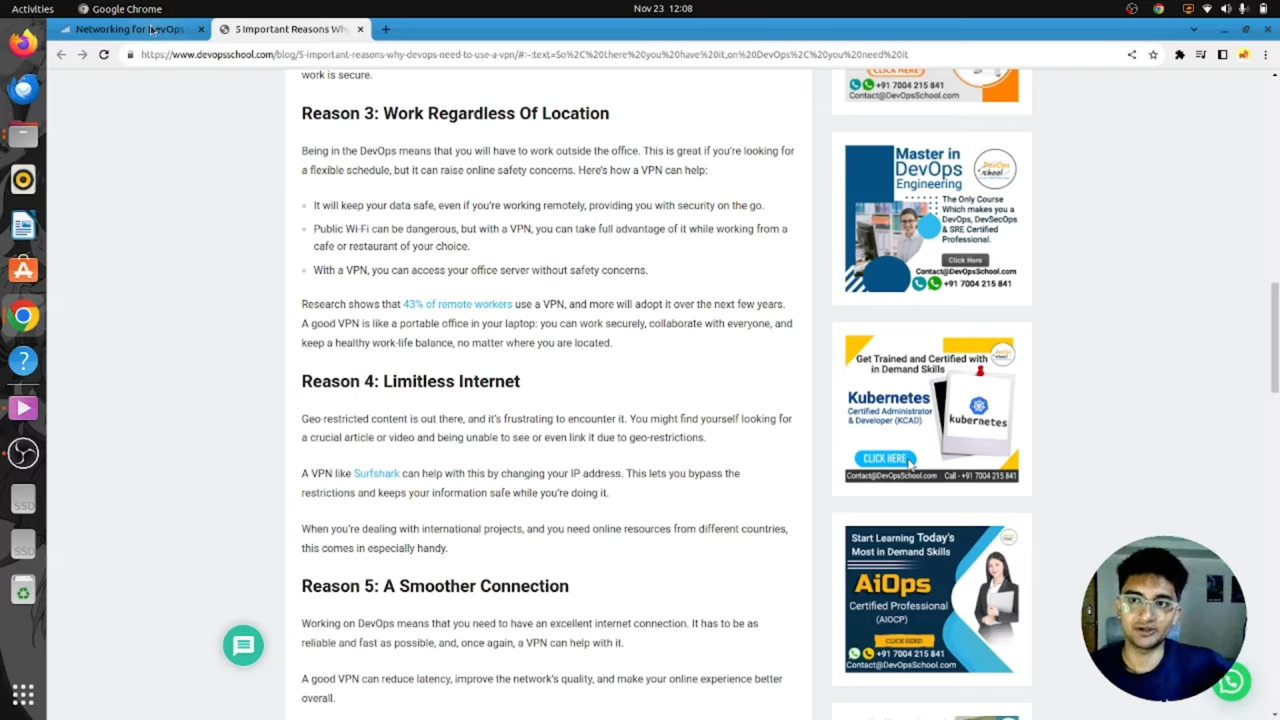 Activities
Google Chrome
Nov 23 12:08
Networking for DevOps
5 Important Reasons Wh
https://www.devopsschool.com/blog/5-important-reasons-why-devops-need-to-use-a-vpn/#:~:text=So%2C%20there%20you%20have%20it,on%20DevOps%2C%20you%20need%20it
work is secure.
Reason 3: Work Regardless Of Location
Being in the DevOps means that you will have to work outside the office. This is great if you're looking for
a flexible schedule, but it can raise online safety concerns. Here's how a VPN can help:
It will keep your data safe, even if you're working remotely, providing you with security on the go.
Public Wi-Fi can be dangerous, but with a VPN, you can take full advantage of it while working from a
cafe or restaurant of your choice.
With a VPN, you can access your office server without safety concerns.
Research shows that 43% of remote workers use a VPN, and more will adopt it over the next few years.
A good VPN is like a portable office in your laptop: you can work securely, collaborate with everyone, and
keep a healthy work-life balance, no matter where you are located.
Reason 4: Limitless Internet
Geo-restricted content is out there, and it's frustrating to encounter it. You might find yourself looking for
a crucial article or video and being unable to see or even link it due to geo-restrictions.
A VPN like Surfshark can help with this by changing your IP address. This lets you bypass the
restrictions and keeps your information safe while you're doing it.
When you're dealing with international projects, and you need online resources from different countries,
this comes in especially handy.
Reason 5: A Smoother Connection
Working on DevOps means that you need to have an excellent internet connection. It has to be as
reliable and fast as possible, and, once again, a VPN can help with it.
A good VPN can reduce latency, improve the network's quality, and make your online experience better
overall.
CLICK HERE
+91 7004 215 841
Contact@DevOpsSchool.com
Master in
DevOps
Engineering
The Only Course
Which makes you a
DevOps, DevSecOps
& SRE Certified
Professional.
Click Here
Contact@DevOpsSchool.com
+91 7004 215 841
Get Trained and Certified with
in Demand Skills
Kubernetes
Certified Administrator
& Developer (KCAD)
kubernetes
CLICK HERE
Contact@DevOpsSchool.com Call - +91 7004 215 841
Start Learning Today's
Most in Demand Skills
AiOps
Certified Professional
(AIOCP)
CLICK HERE
+91 7004 215 841
Contact@DevOpsSchool.com
SSD
SSD